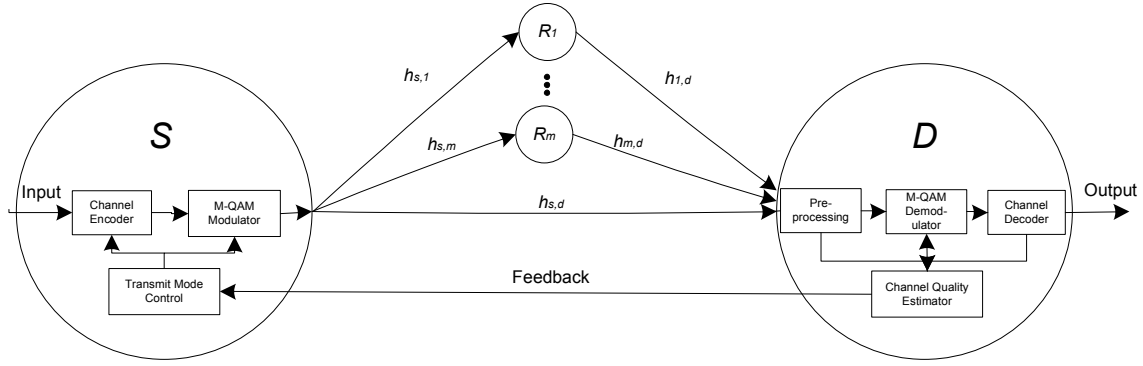 R1
hs,1
h1,d
S
Rm
D
hs,m
hm,d
Input
Channel
Encoder
M-QAM
Modulator
hs,d
Pre-
processing
M-QAM
Demod-
ulator
Channel
Decoder
Output
Transmit Mode
Control
Feedback
Channel Quality
Estimator